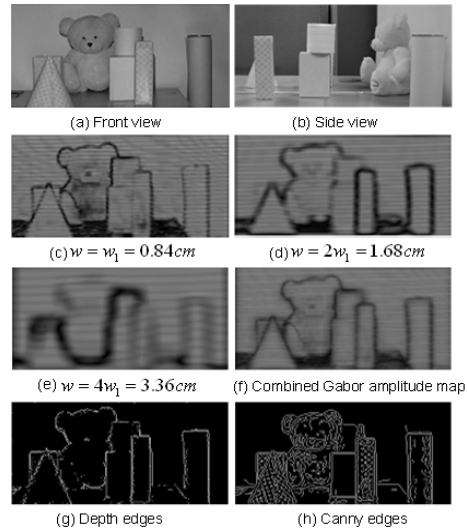 (a) Front view
(b) Side view
(c) w = w₁ = 0.84cm
(d) w = 2w₁ = 1.68cm
(e) w = 4w₁ = 3.36cm
(f) Combined Gabor amplitude map
(g) Depth edges
(h) Canny edges